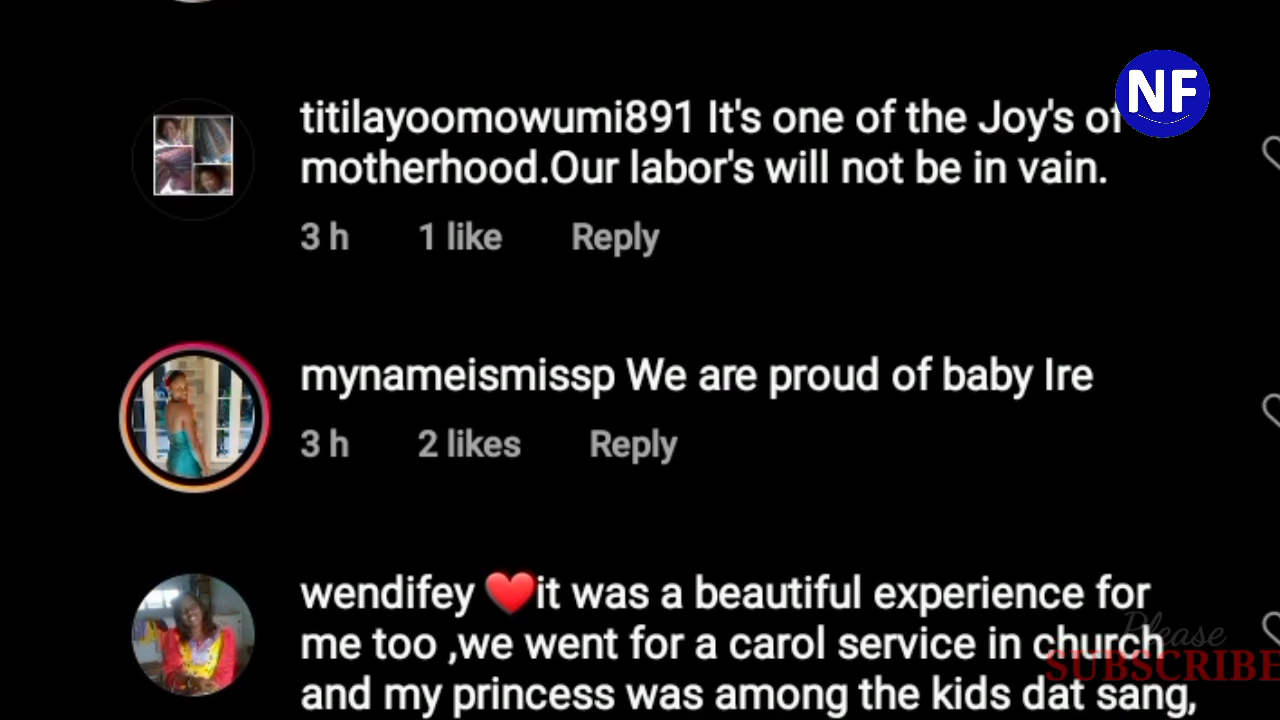 NF
titilayoomowumi891 It's one of the Joy's of
motherhood.Our labor's will not be in vain.
3 h 1 like Reply
mynameismissp We are proud of baby Ire
3 h 2 likes Reply
wendifey ❤️it was a beautiful experience for
me too ,we went for a carol service in church
and my princess was among the kids dat sang,
Please
SUBSCRIBE